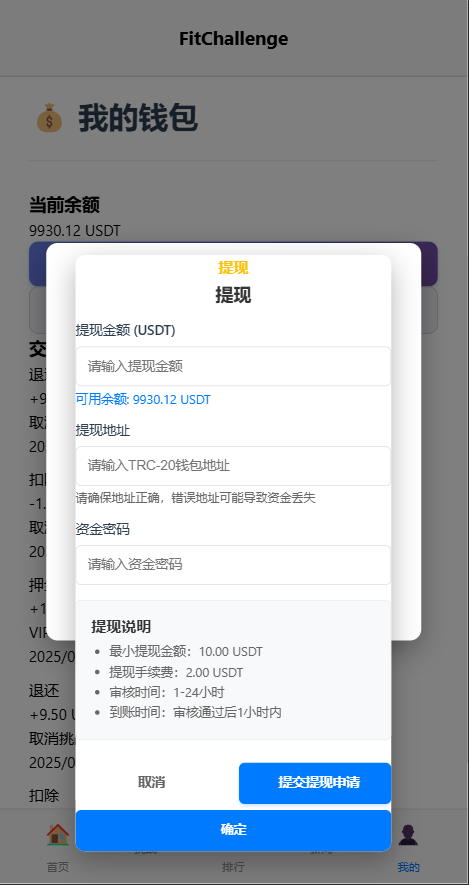 FitChallenge
我的钱包
当前余额
9930.12 USDT
提现
提现
提现金额 (USDT)
请输入提现金额
可用余额: 9930.12 USDT
提现地址
请输入TRC-20钱包地址
请确保地址正确，错误地址可能导致资金丢失
资金密码
请输入资金密码
提现说明
最小提现金额：10.00 USDT
提现手续费：2.00 USDT
审核时间：1-24小时
到账时间：审核通过后1小时内
取消
提交提现申请
确定
交
退还
+9
取消
20
扣
-1.
取消
20
押
+1
VIP
2025/0
退还
+9.50 U
取消挑
2025/0
扣除
首页
排行
我的